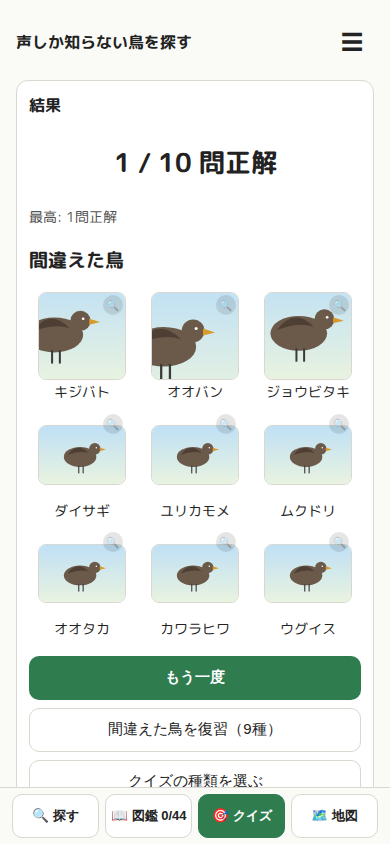 声しか知らない鳥を探す
結果
1 / 10 問正解
最高: 1問正解
間違えた鳥
キジバト
オオバン
ジョウビタキ
ダイサギ
ユリカモメ
ムクドリ
オオタカ
カワラヒワ
ウグイス
もう一度
間違えた鳥を復習（9種）
クイズの種類を選ぶ
探す
図鑑 0/44
クイズ
地図